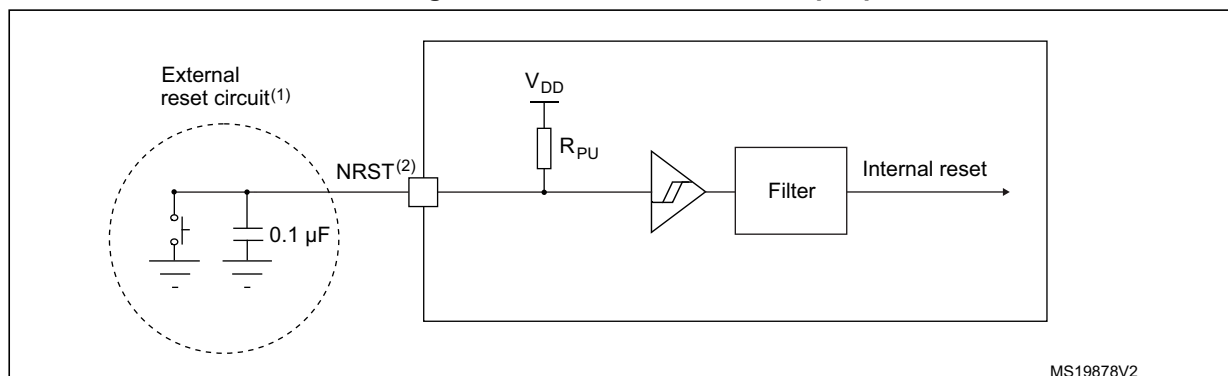 External
reset circuit(1)
VDD
RPU
NRST(2)
Filter
Internal reset
0.1 µF
MS19878V2